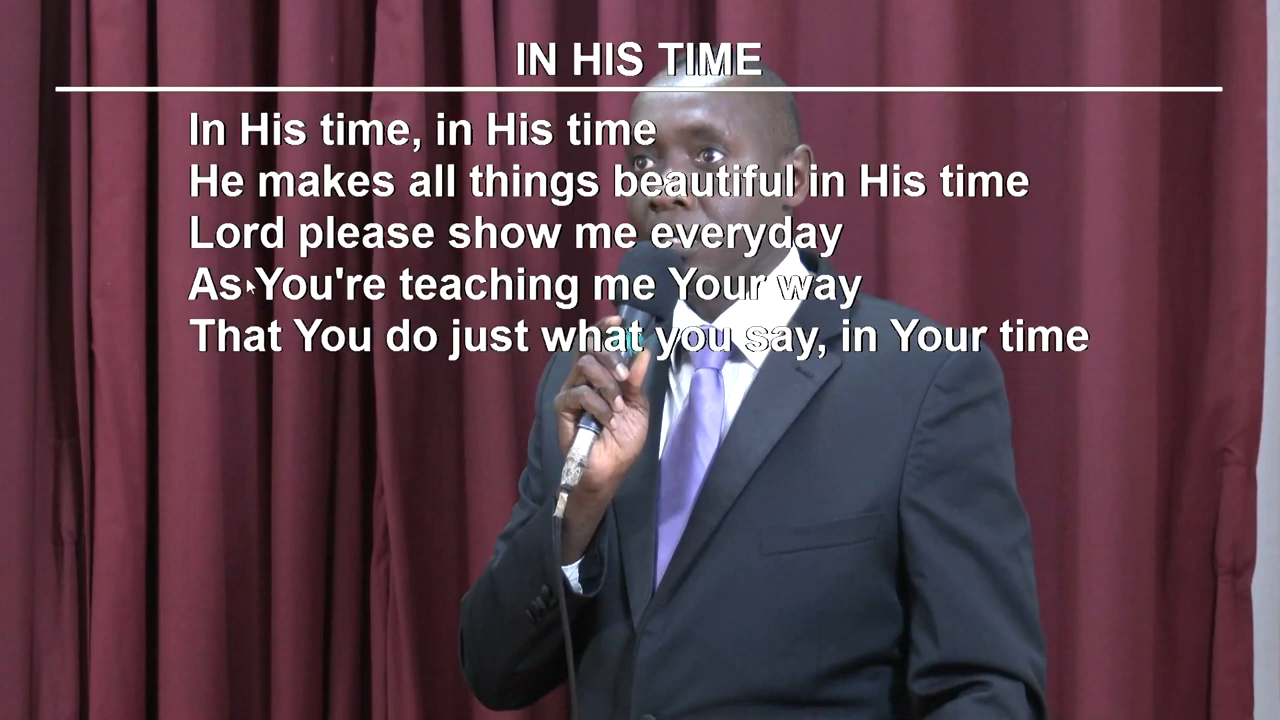 IN HIS TIME
In His time, in His time
He makes all things beautiful in His time
Lord please show me everyday
As You're teaching me Your way
That You do just what you say, in Your time